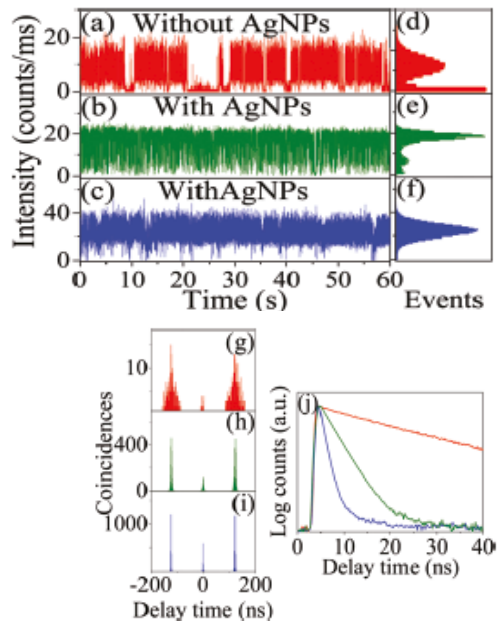 (a) Without AgNPs (d)
20
0
(b) With AgNPs (e)
20
0
(c) WithAgNPs (f)
40
0
Intensity (counts/ms)
0 10 20 30 40 50 60
Time (s) Events
(g)
10
(h)
400
0
(i)
1000
Coincidences
-200 0 200
Delay time (ns)
(j)
Log counts (a.u.)
0 10 20 30 40
Delay time (ns)